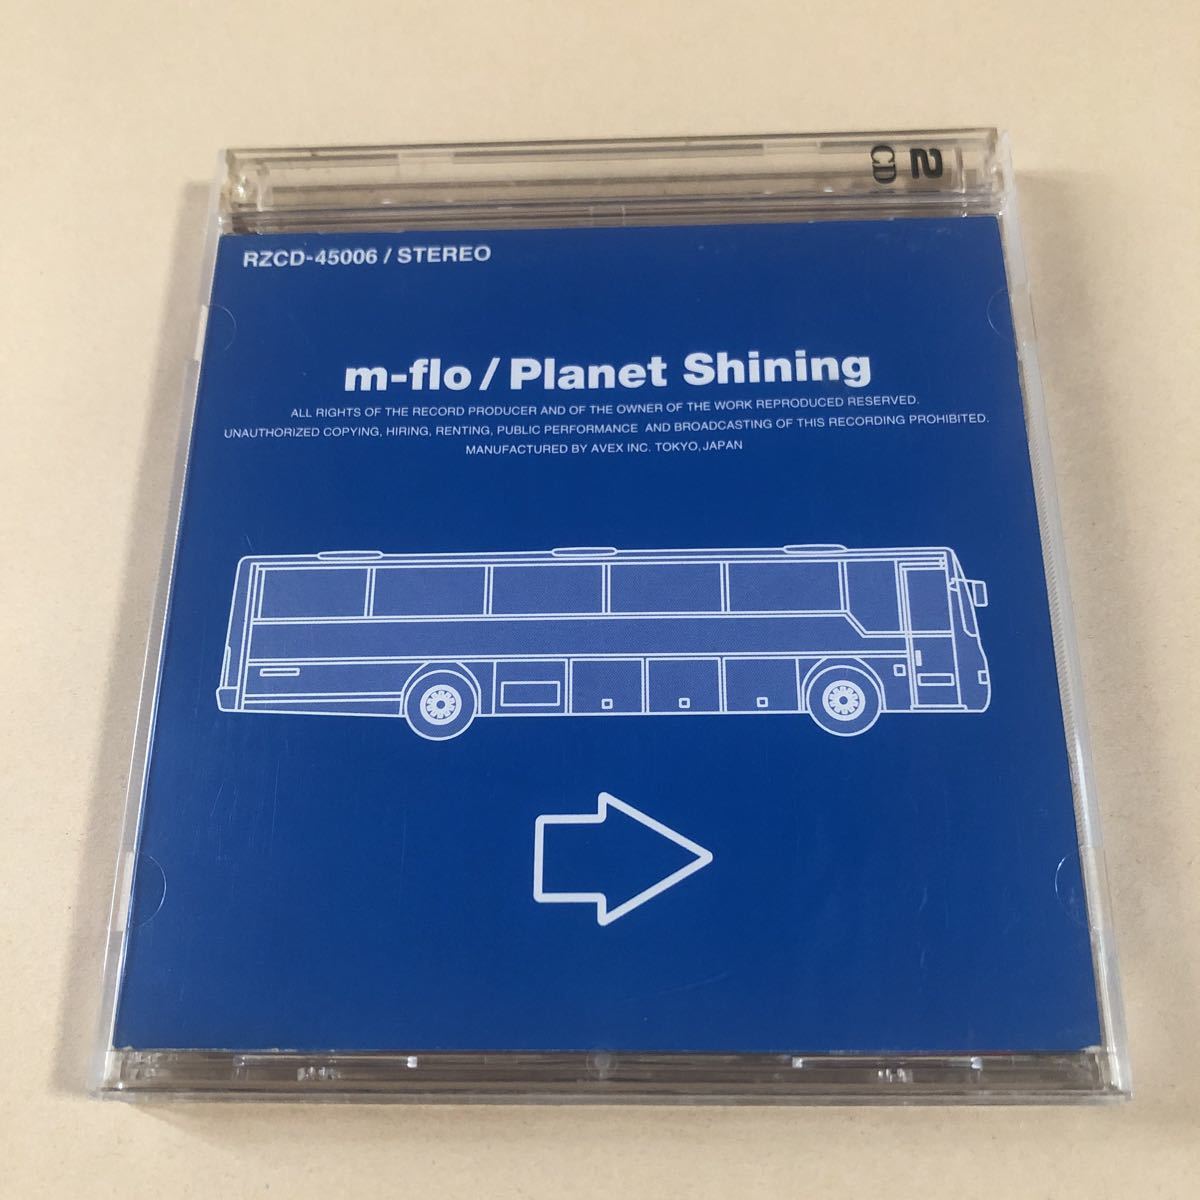 2
CD
RZCD-45006 / STEREO
m-flo / Planet Shining
ALL RIGHTS OF THE RECORD PRODUCER AND OF THE OWNER OF THE WORK REPRODUCED RESERVED.
UNAUTHORIZED COPYING, HIRING, RENTING, PUBLIC PERFORMANCE AND BROADCASTING OF THIS RECORDING PROHIBITED.
MANUFACTURED BY AVEX INC. TOKYO, JAPAN